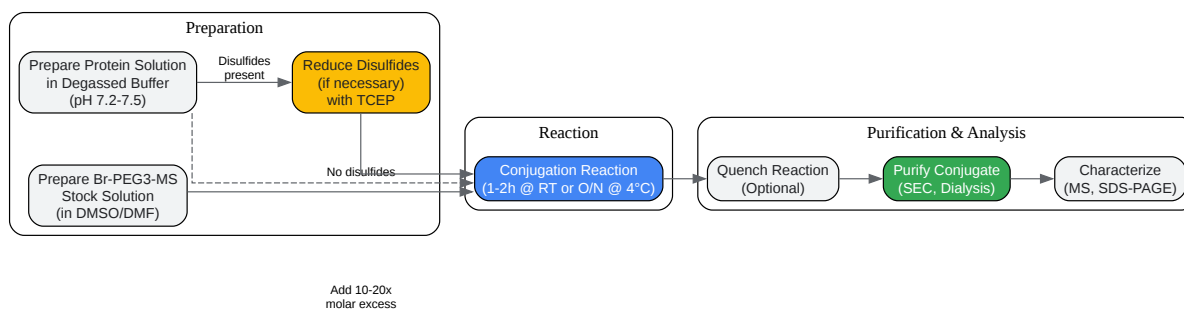 Preparation
Prepare Protein Solution
in Degassed Buffer
(pH 7.2-7.5)
Disulfides
present
Reduce Disulfides
(if necessary)
with TCEP
No disulfides
Prepare Br-PEG3-MS
Stock Solution
(in DMSO/DMF)
Add 10-20x
molar excess
Reaction
Conjugation Reaction
(1-2h @ RT or O/N @ 4°C)
Purification & Analysis
Quench Reaction
(Optional)
Purify Conjugate
(SEC, Dialysis)
Characterize
(MS, SDS-PAGE)